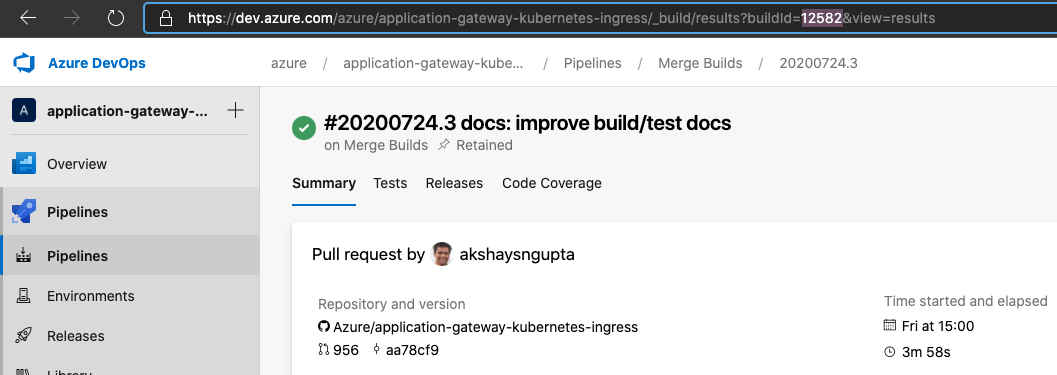 https://dev.azure.com/azure/application-gateway-kubernetes-ingress/_build/results?buildId=12582&view=results
Azure DevOps
azure / application-gateway-kube... / Pipelines / Merge Builds / 20200724.3
A application-gateway-... +
#20200724.3 docs: improve build/test docs
on Merge Builds Retained
Overview
Summary Tests Releases Code Coverage
Pipelines
Pull request by akshaysngupta
Pipelines
Environments
Repository and version
Time started and elapsed
Azure/application-gateway-kubernetes-ingress
Fri at 15:00
Releases
956 aa78cf9
3m 58s
Library